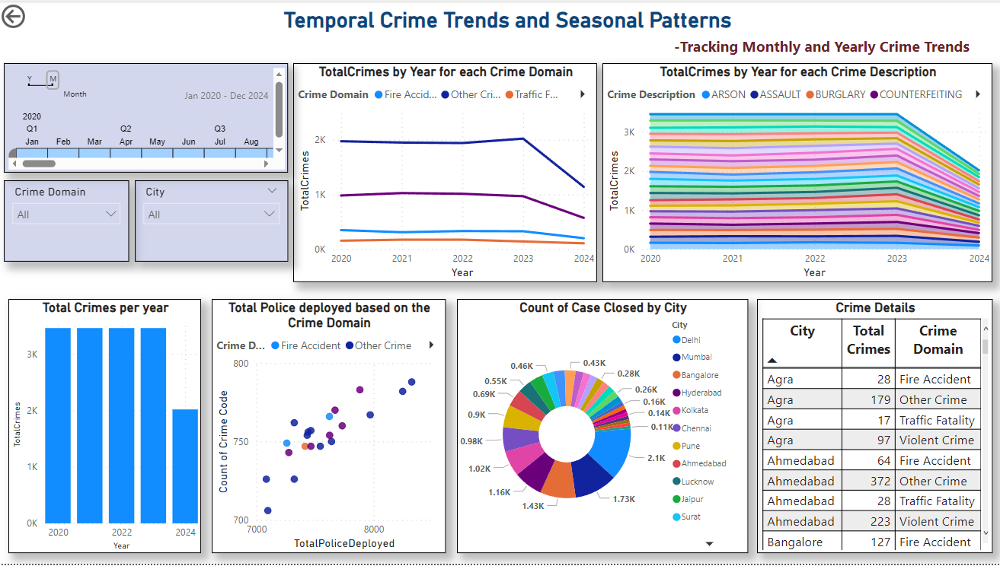 Temporal Crime Trends and Seasonal Patterns
-Tracking Monthly and Yearly Crime Trends
Y M
Month
Jan 2020 - Dec 2024
2020
Q1 Q2 Q3
Jan Feb Mar Apr May Jun Jul Aug
Crime Domain
All
City
All
TotalCrimes by Year for each Crime Domain
Crime Domain Fire Accid... Other Cri... Traffic F...
TotalCrimes
2K
1K
0K
2020 2021 2022 2023 2024
Year
TotalCrimes by Year for each Crime Description
Crime Description ARSON ASSAULT BURGLARY COUNTERFEITING
TotalCrimes
3K
2K
1K
0K
2020 2021 2022 2023 2024
Year
Total Crimes per year
TotalCrimes
3K
2K
1K
0K
2020 2022 2024
Year
Total Police deployed based on the
Crime Domain
Crime D... Fire Accident Other Crime
Count of Crime Code
800
750
700
7000 8000
TotalPoliceDeployed
Count of Case Closed by City
City
Delhi
Mumbai
Bangalore
Hyderabad
Kolkata
Chennai
Pune
Ahmedabad
Lucknow
Jaipur
Surat
2.1K
1.73K
1.43K
1.16K
1.02K
0.98K
0.9K
0.69K
0.55K
0.46K
0.43K
0.28K
0.26K
0.16K
0.14K
0.11K
Crime Details
City Total Crime
Crimes Domain
Agra 28 Fire Accident
Agra 179 Other Crime
Agra 17 Traffic Fatality
Agra 97 Violent Crime
Ahmedabad 64 Fire Accident
Ahmedabad 372 Other Crime
Ahmedabad 28 Traffic Fatality
Ahmedabad 223 Violent Crime
Bangalore 127 Fire Accident